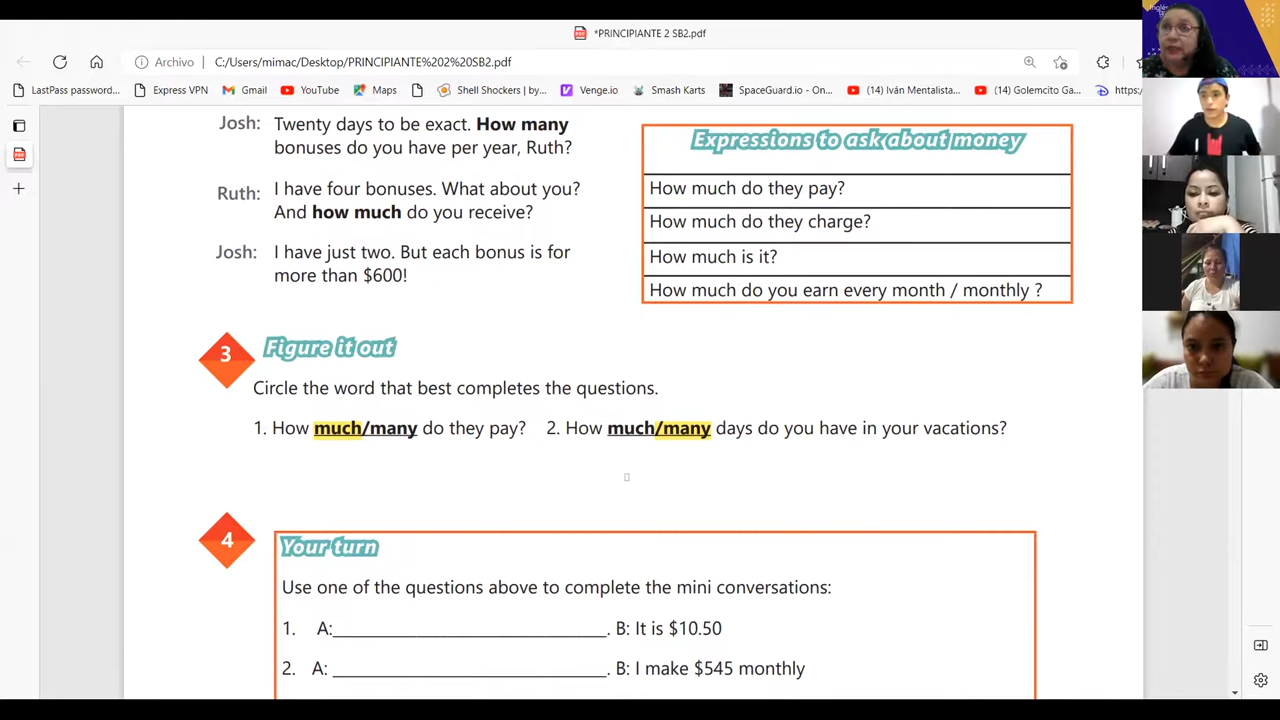 *PRINCIPIANTE 2 SB2.pdf
Archivo
C:/Users/mimac/Desktop/PRINCIPIANTE%202%20SB2.pdf
LastPass password...
Express VPN
Gmail
YouTube
Maps
Shell Shockers | by...
Venge.io
Smash Karts
SpaceGuard.io - On...
(14) Iván Mentalista...
(14) Golemcito Ga...
https:
Josh: Twenty days to be exact. How many
bonuses do you have per year, Ruth?
Ruth: I have four bonuses. What about you?
And how much do you receive?
Josh: I have just two. But each bonus is for
more than $600!
Expressions to ask about money
How much do they pay?
How much do they charge?
How much is it?
How much do you earn every month / monthly ?
3 Figure it out
Circle the word that best completes the questions.
1. How much/many do they pay? 2. How much/many days do you have in your vacations?
4 Your turn
Use one of the questions above to complete the mini conversations:
1. A:____________________________. B: It is $10.50
2. A: ____________________________. B: I make $545 monthly